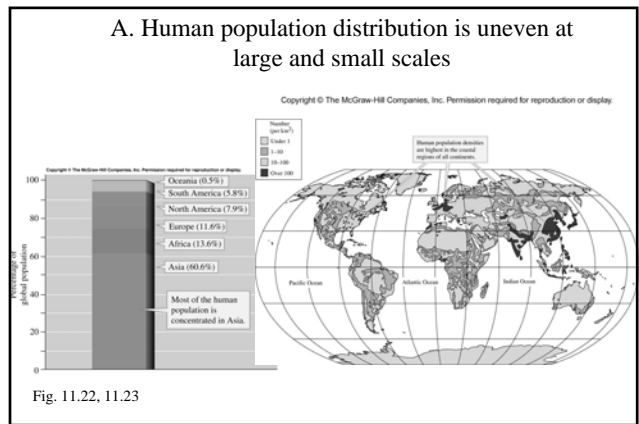 A. Human population distribution is uneven at
large and small scales
Copyright © The McGraw-Hill Companies, Inc. Permission required for reproduction or display.
Number
(per km²)
Under 1
1–10
10–100
Over 100
Human population densities
are highest in the coastal
regions of all continents.
Pacific Ocean
Atlantic Ocean
Indian Ocean
Copyright © The McGraw-Hill Companies, Inc. Permission required for reproduction or display.
Percentage of
global population
100
80
60
40
20
0
Oceania (0.5%)
South America (5.8%)
North America (7.9%)
Europe (11.6%)
Africa (13.6%)
Asia (60.6%)
Most of the human
population is
concentrated in Asia.
Fig. 11.22, 11.23